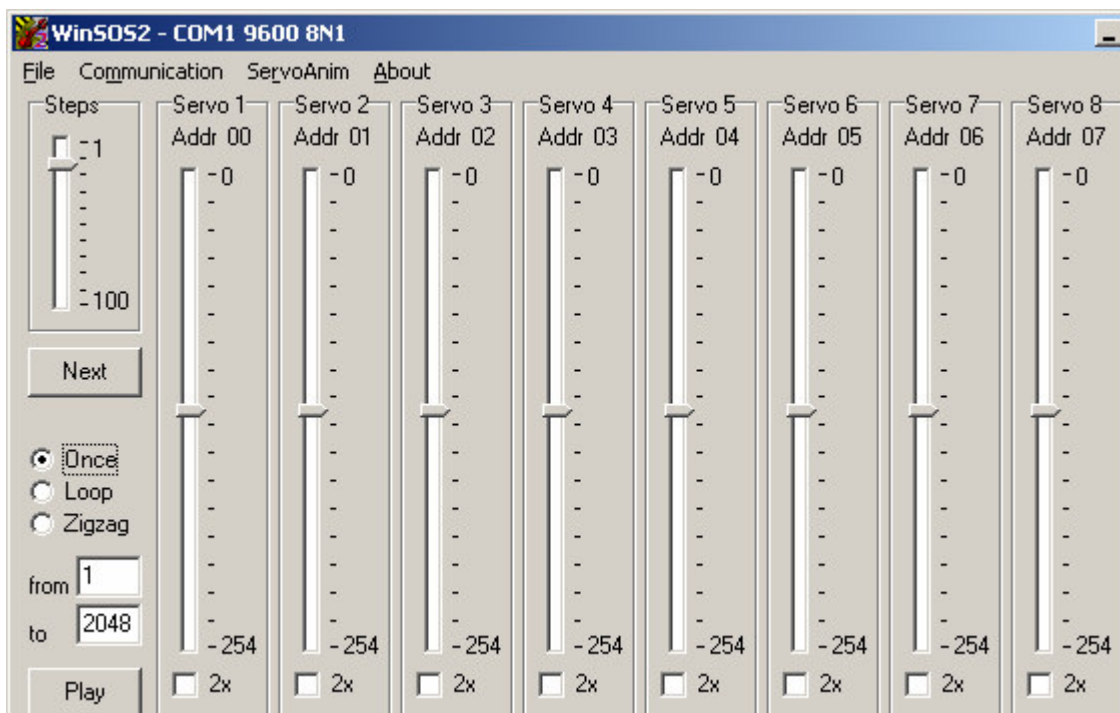 WinSOS2 - COM1 9600 8N1
File Communication ServoAnim About
Steps Servo 1 Servo 2 Servo 3 Servo 4 Servo 5 Servo 6 Servo 7 Servo 8
1 Addr 00 Addr 01 Addr 02 Addr 03 Addr 04 Addr 05 Addr 06 Addr 07
0 0 0 0 0 0 0 0
100
Next
Once
Loop
Zigzag
from 1
to 2048
254 254 254 254 254 254 254 254
Play 2x 2x 2x 2x 2x 2x 2x 2x